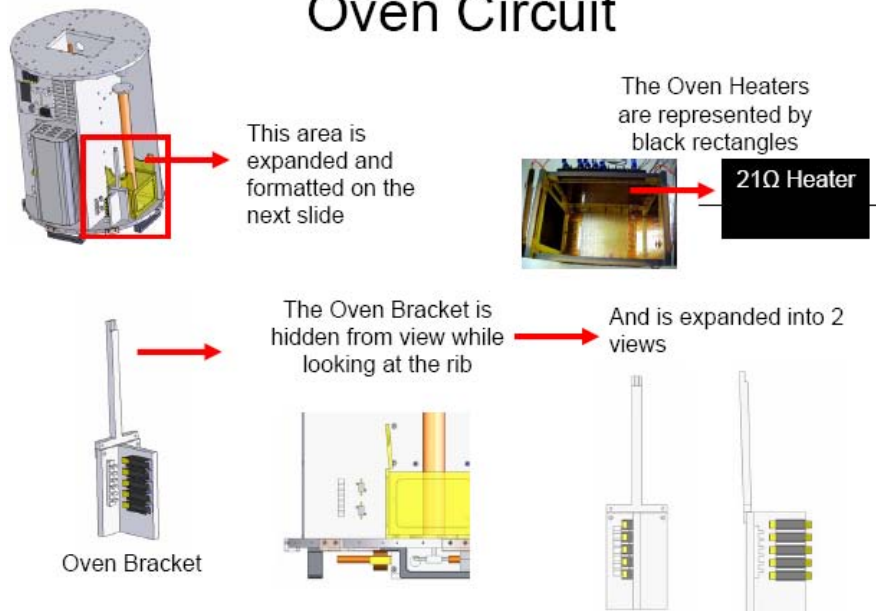 Oven Circuit
This area is
expanded and
formatted on the
next slide
The Oven Heaters
are represented by
black rectangles
21Ω Heater
The Oven Bracket is
hidden from view while
looking at the rib
And is expanded into 2
views
Oven Bracket